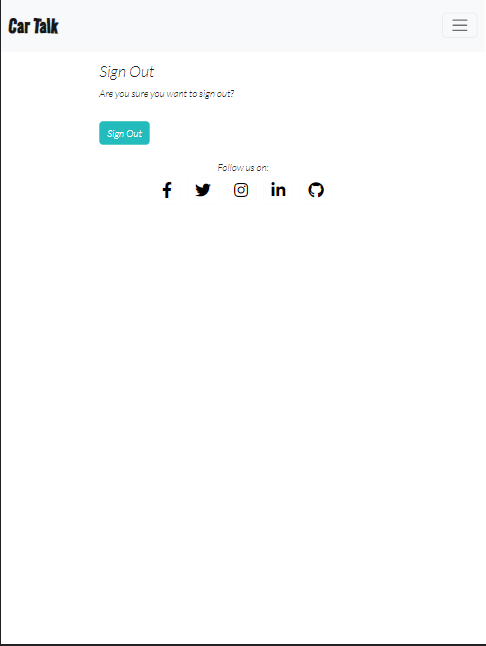 Car Talk
Sign Out
Are you sure you want to sign out?
Sign Out
Follow us on: